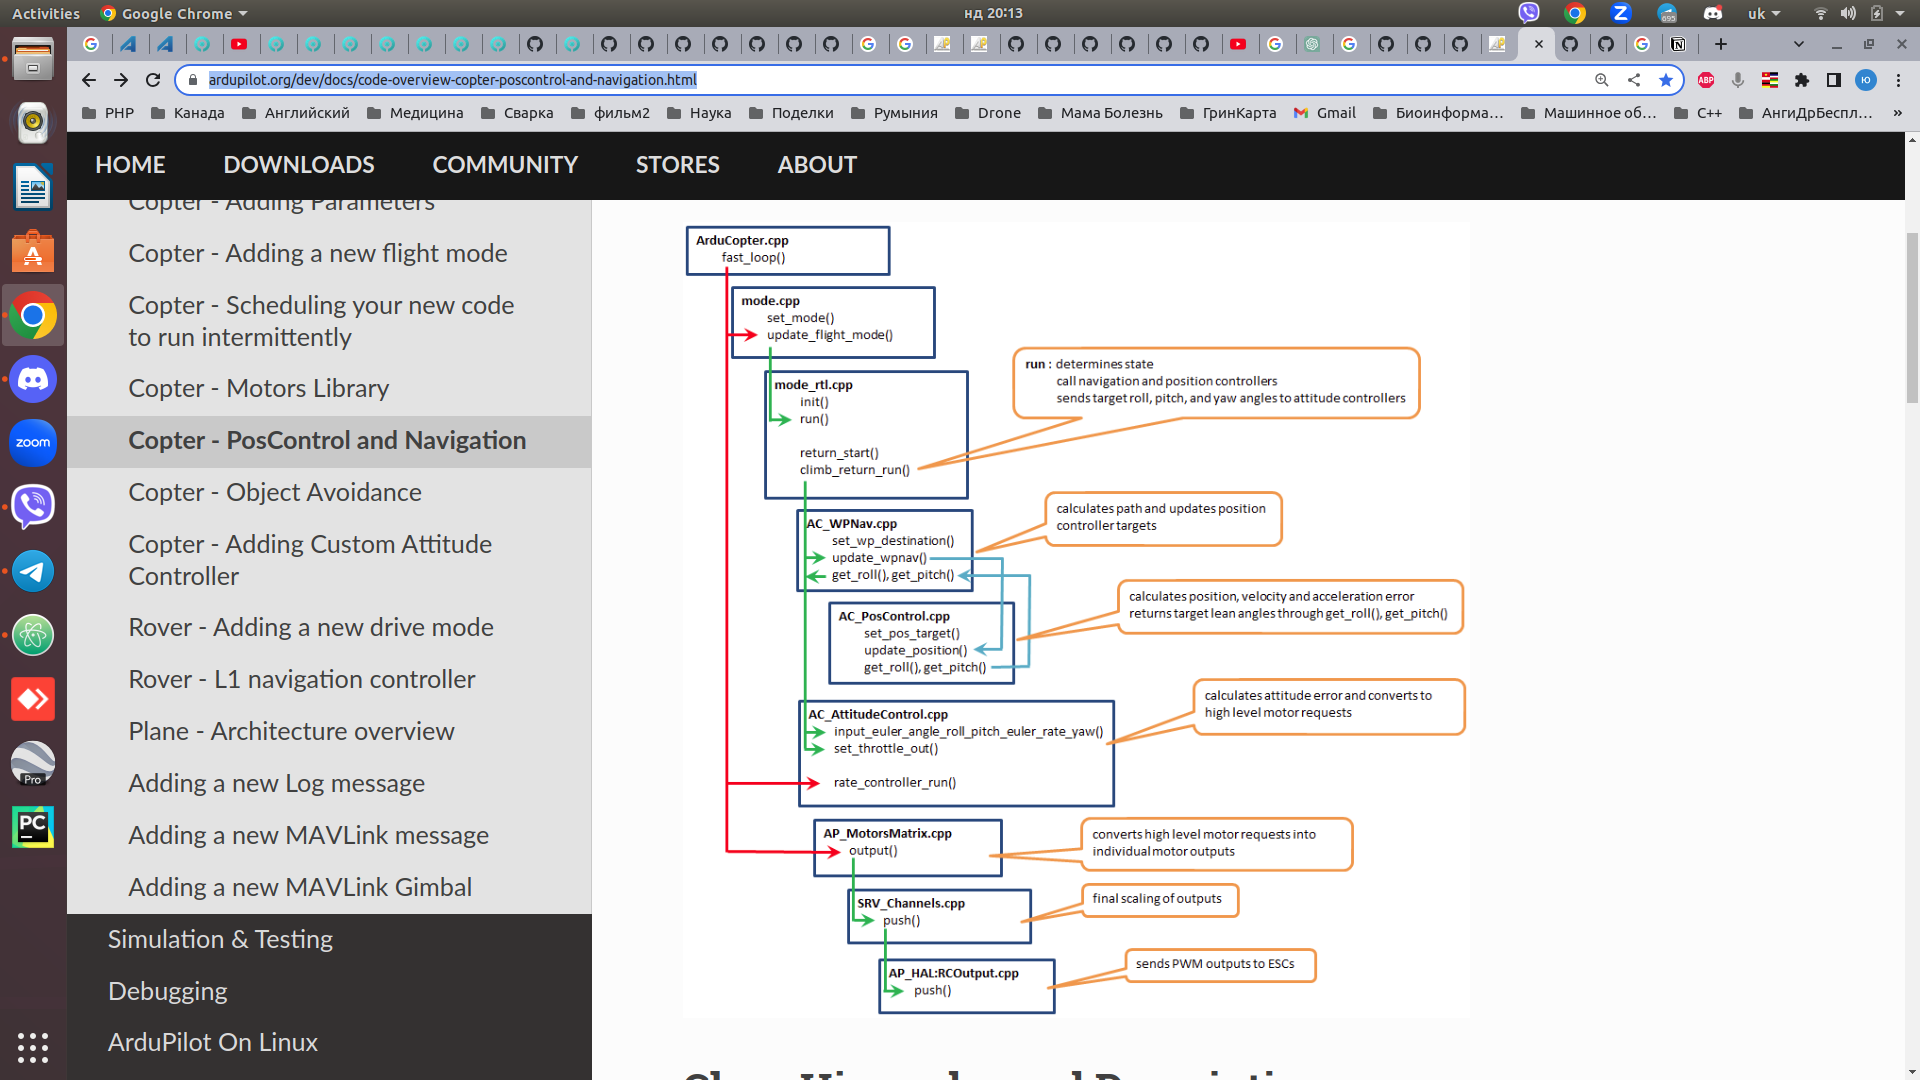 Activities
Google Chrome
нд 20:13
695
uk
ardupilot.org/dev/docs/code-overview-copter-poscontrol-and-navigation.html
ABP
Ю
PHP
Канада
Английский
Медицина
Сварка
фильм2
Наука
Поделки
Румыния
Drone
Мама Болезнь
ГринКарта
Gmail
Биоинформа...
Машинное об...
C++
АнгиДрБеспл...
»
HOME
DOWNLOADS
COMMUNITY
STORES
ABOUT
zoom
Pro
PC
Copter - Adding Parameters
Copter - Adding a new flight mode
Copter - Scheduling your new code
to run intermittently
Copter - Motors Library
Copter - PosControl and Navigation
Copter - Object Avoidance
Copter - Adding Custom Attitude
Controller
Rover - Adding a new drive mode
Rover - L1 navigation controller
Plane - Architecture overview
Adding a new Log message
Adding a new MAVLink message
Adding a new MAVLink Gimbal
Simulation & Testing
Debugging
ArduPilot On Linux
ArduCopter.cpp
fast_loop()
mode.cpp
set_mode()
update_flight_mode()
mode_rtl.cpp
init()
run()
return_start()
climb_return_run()
run : determines state
call navigation and position controllers
sends target roll, pitch, and yaw angles to attitude controllers
AC_WPNav.cpp
set_wp_destination()
update_wpnav()
get_roll(), get_pitch()
calculates path and updates position
controller targets
AC_PosControl.cpp
set_pos_target()
update_position()
get_roll(), get_pitch()
calculates position, velocity and acceleration error
returns target lean angles through get_roll(), get_pitch()
AC_AttitudeControl.cpp
input_euler_angle_roll_pitch_euler_rate_yaw()
set_throttle_out()
rate_controller_run()
calculates attitude error and converts to
high level motor requests
AP_MotorsMatrix.cpp
output()
converts high level motor requests into
individual motor outputs
SRV_Channels.cpp
push()
final scaling of outputs
AP_HAL:RCOutput.cpp
push()
sends PWM outputs to ESCs